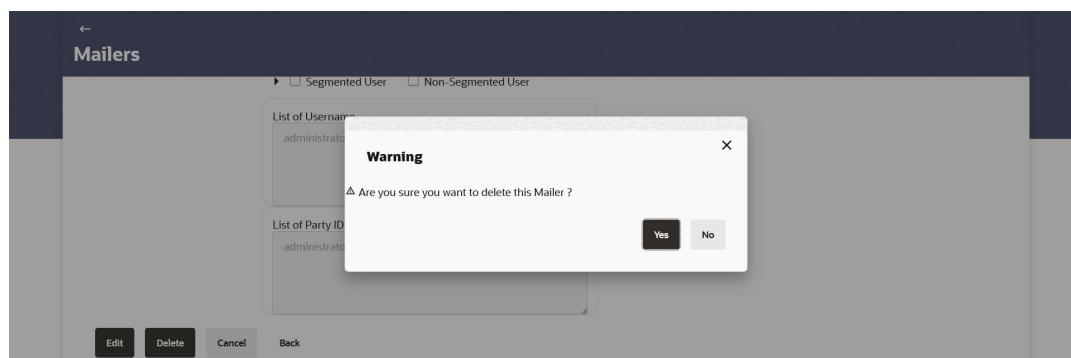 ←
Mailers
Segmented User Non-Segmented User
List of Username
administrato
Warning
Are you sure you want to delete this Mailer ?
Yes No
List of Party ID
administrato
Edit Delete Cancel Back